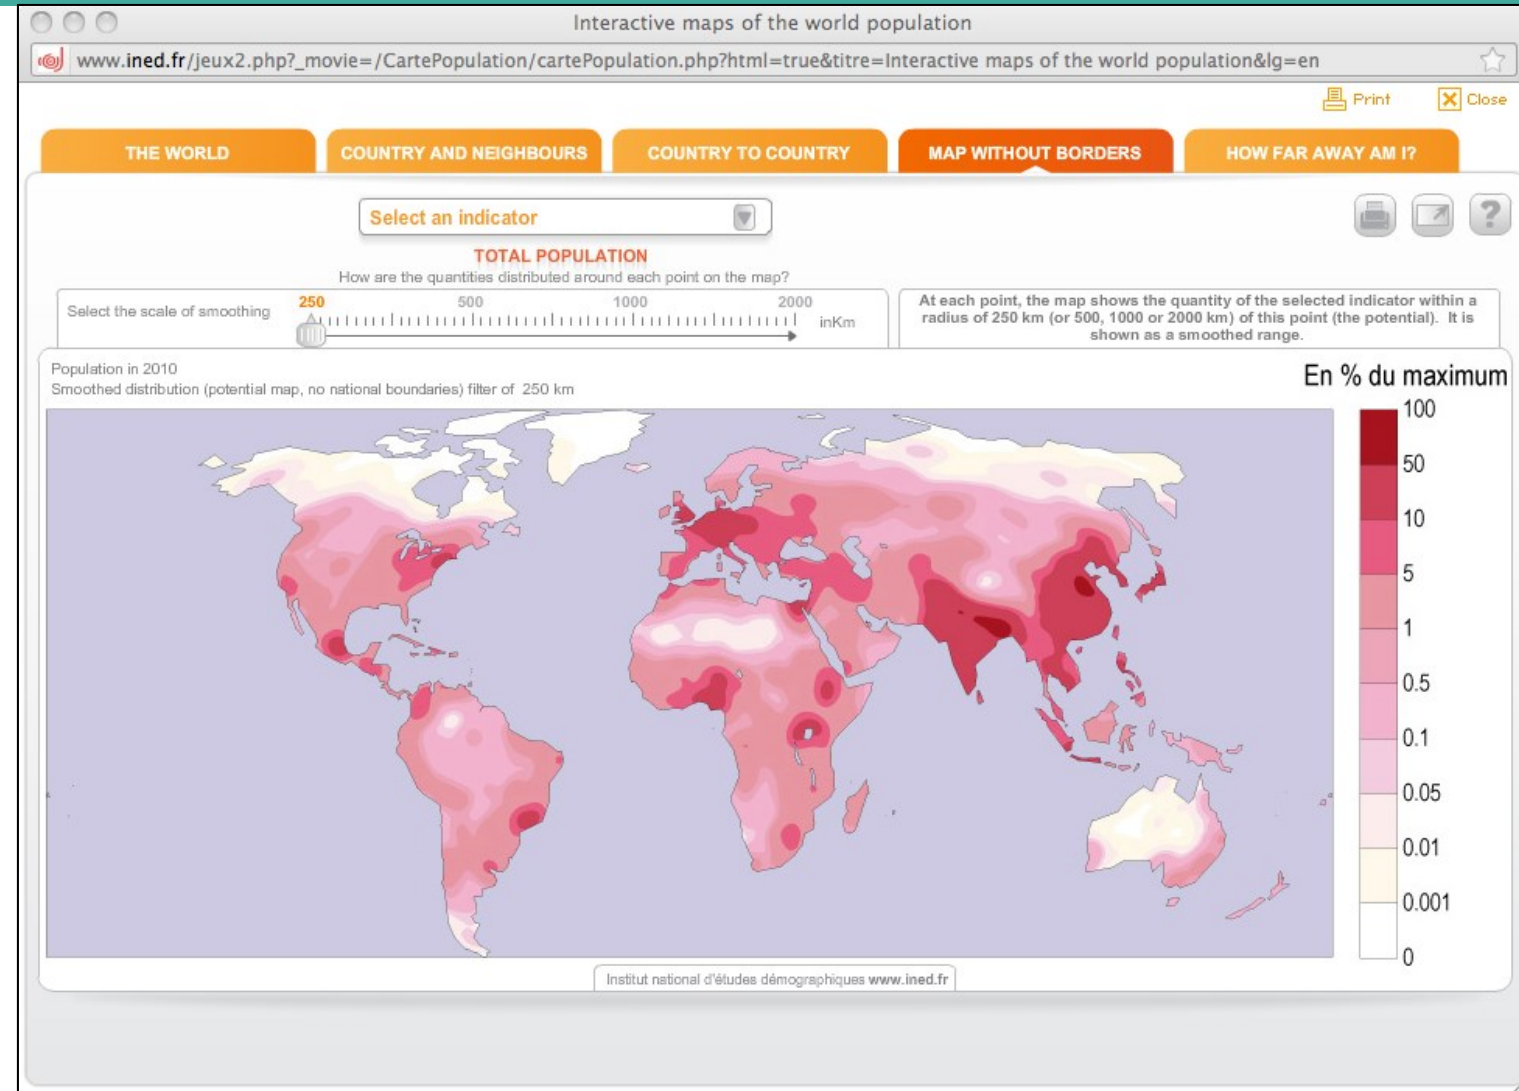 Interactive maps of the world population
www.ined.fr/jeux2.php?_movie=/CartePopulation/cartePopulation.php?html=true&titre=Interactive maps of the world population&lg=en
Print Close
THE WORLD COUNTRY AND NEIGHBOURS COUNTRY TO COUNTRY MAP WITHOUT BORDERS HOW FAR AWAY AM I?
Select an indicator
?
TOTAL POPULATION
How are the quantities distributed around each point on the map?
Select the scale of smoothing
250 500 1000 2000
inKm
At each point, the map shows the quantity of the selected indicator within a
radius of 250 km (or 500, 1000 or 2000 km) of this point (the potential). It is
shown as a smoothed range.
Population in 2010
Smoothed distribution (potential map, no national boundaries) filter of 250 km
En % du maximum
100
50
10
5
1
0.5
0.1
0.05
0.01
0.001
0
Institut national d'études démographiques www.ined.fr